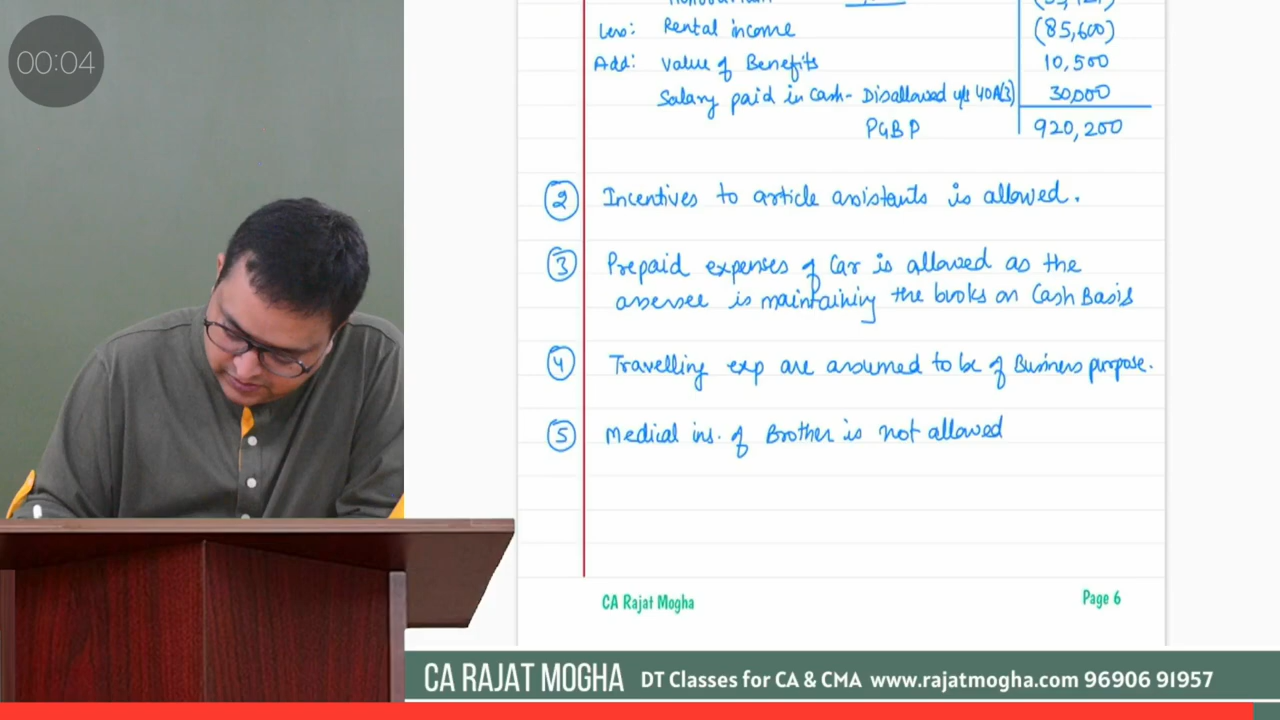 00:04
Less: Rental income (85,600)
Add: Value of Benefits 10,500
Salary paid in Cash - Disallowed u/s 40A(3) 30,000
PGBP 920,200
② Incentives to article assistants is allowed.
③ Prepaid expenses of Car is allowed as the
assessee is maintaining the books on Cash Basis
④ Travelling exp are assumed to be of Business purpose.
⑤ Medical ins. of Brother is not allowed
CA Rajat Mogha Page 6
CA RAJAT MOGHA DT Classes for CA & CMA www.rajatmogha.com 96906 91957